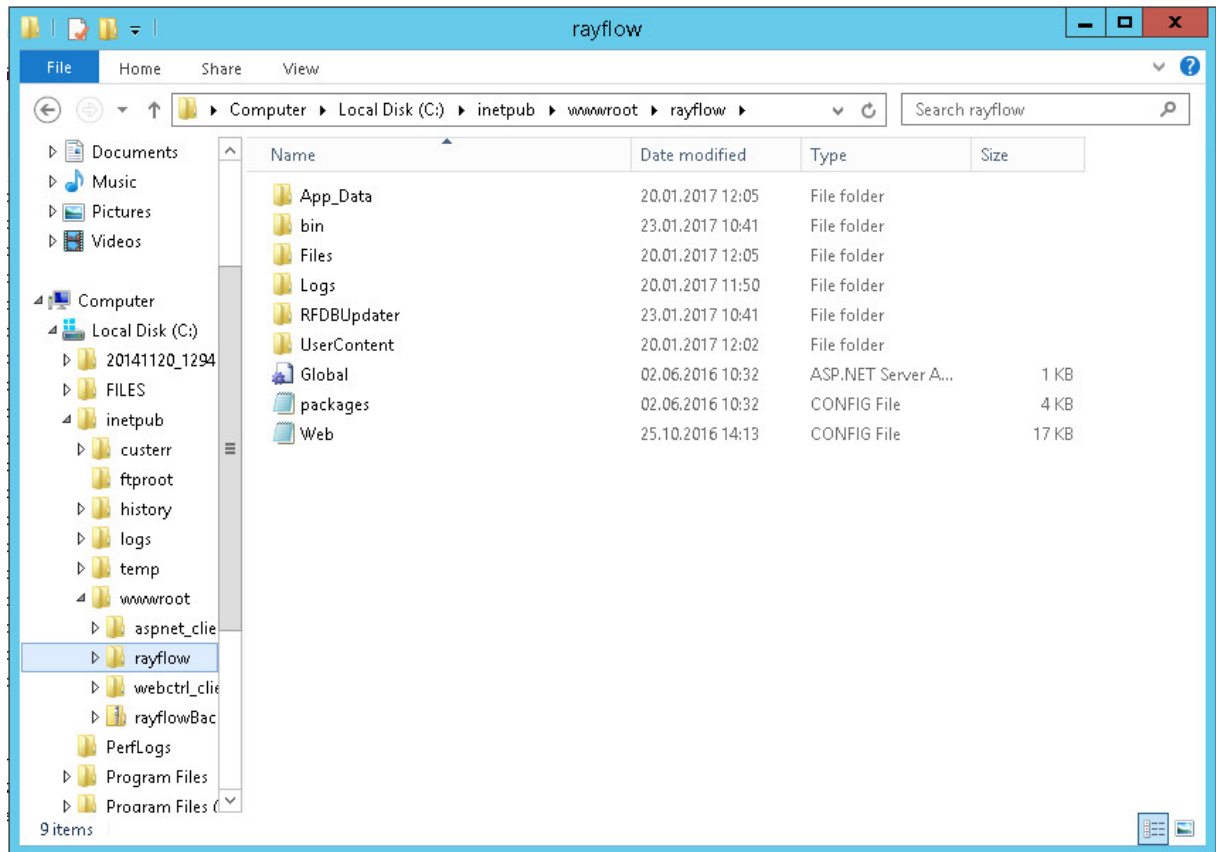 rayflow
File Home Share View
Computer Local Disk (C:) inetpub wwwroot rayflow Search rayflow
Documents
Music
Pictures
Videos
Computer
Local Disk (C:)
20141120_1294
FILES
inetpub
custerr
ftproot
history
logs
temp
wwwroot
aspnet_clie
rayflow
webctrl_clie
rayflowBac
PerfLogs
Program Files
Program Files (
Name Date modified Type Size
App_Data 20.01.2017 12:05 File folder
bin 23.01.2017 10:41 File folder
Files 20.01.2017 12:05 File folder
Logs 20.01.2017 11:50 File folder
RFDBUpdater 23.01.2017 10:41 File folder
UserContent 20.01.2017 12:02 File folder
Global 02.06.2016 10:32 ASP.NET Server A... 1 KB
packages 02.06.2016 10:32 CONFIG File 4 KB
Web 25.10.2016 14:13 CONFIG File 17 KB
9 items